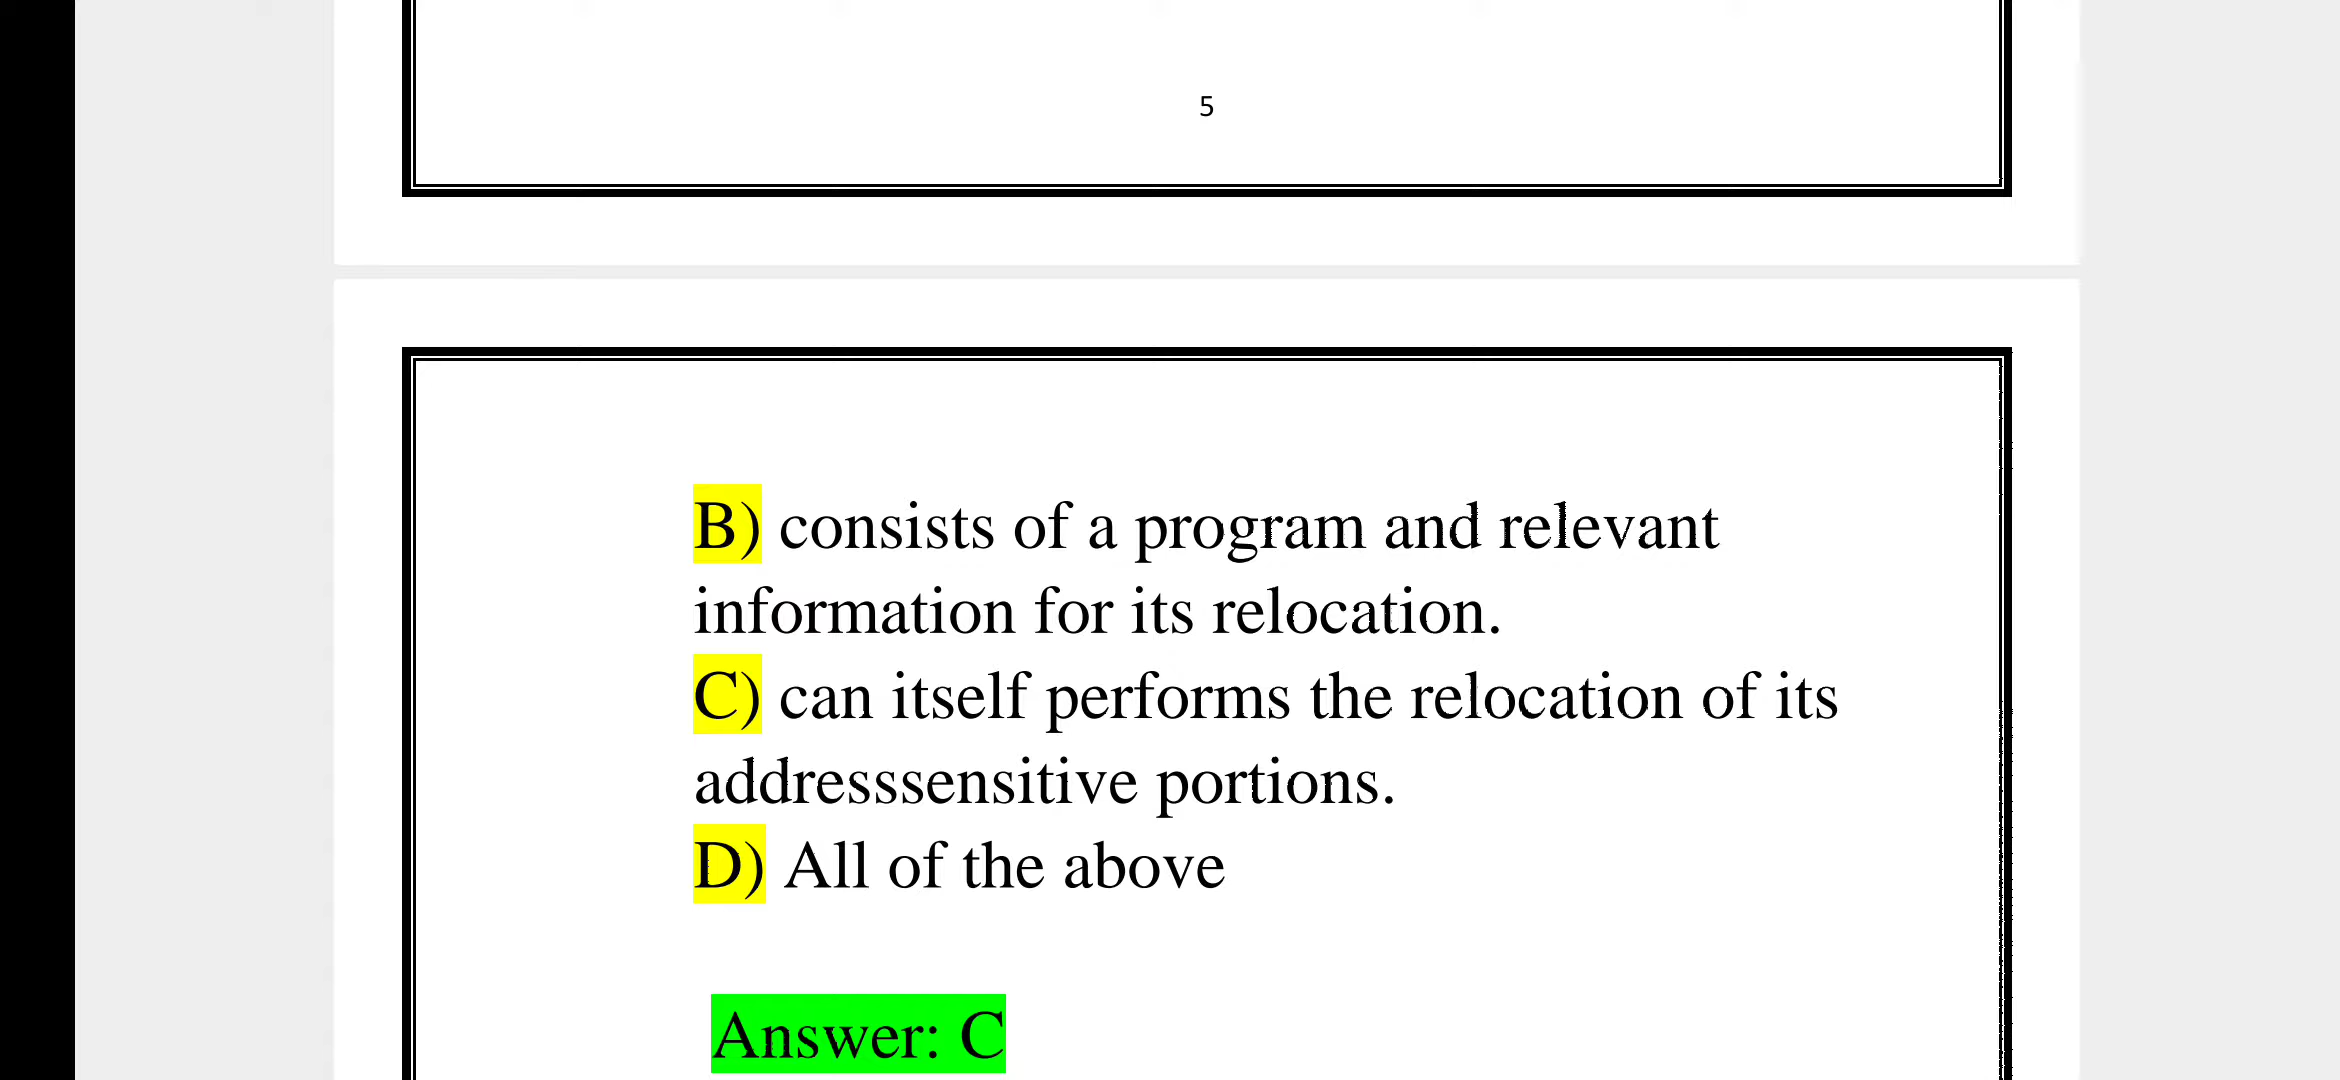 5
B) consists of a program and relevant
information for its relocation.
C) can itself performs the relocation of its
addresssensitive portions.
D) All of the above
Answer: C